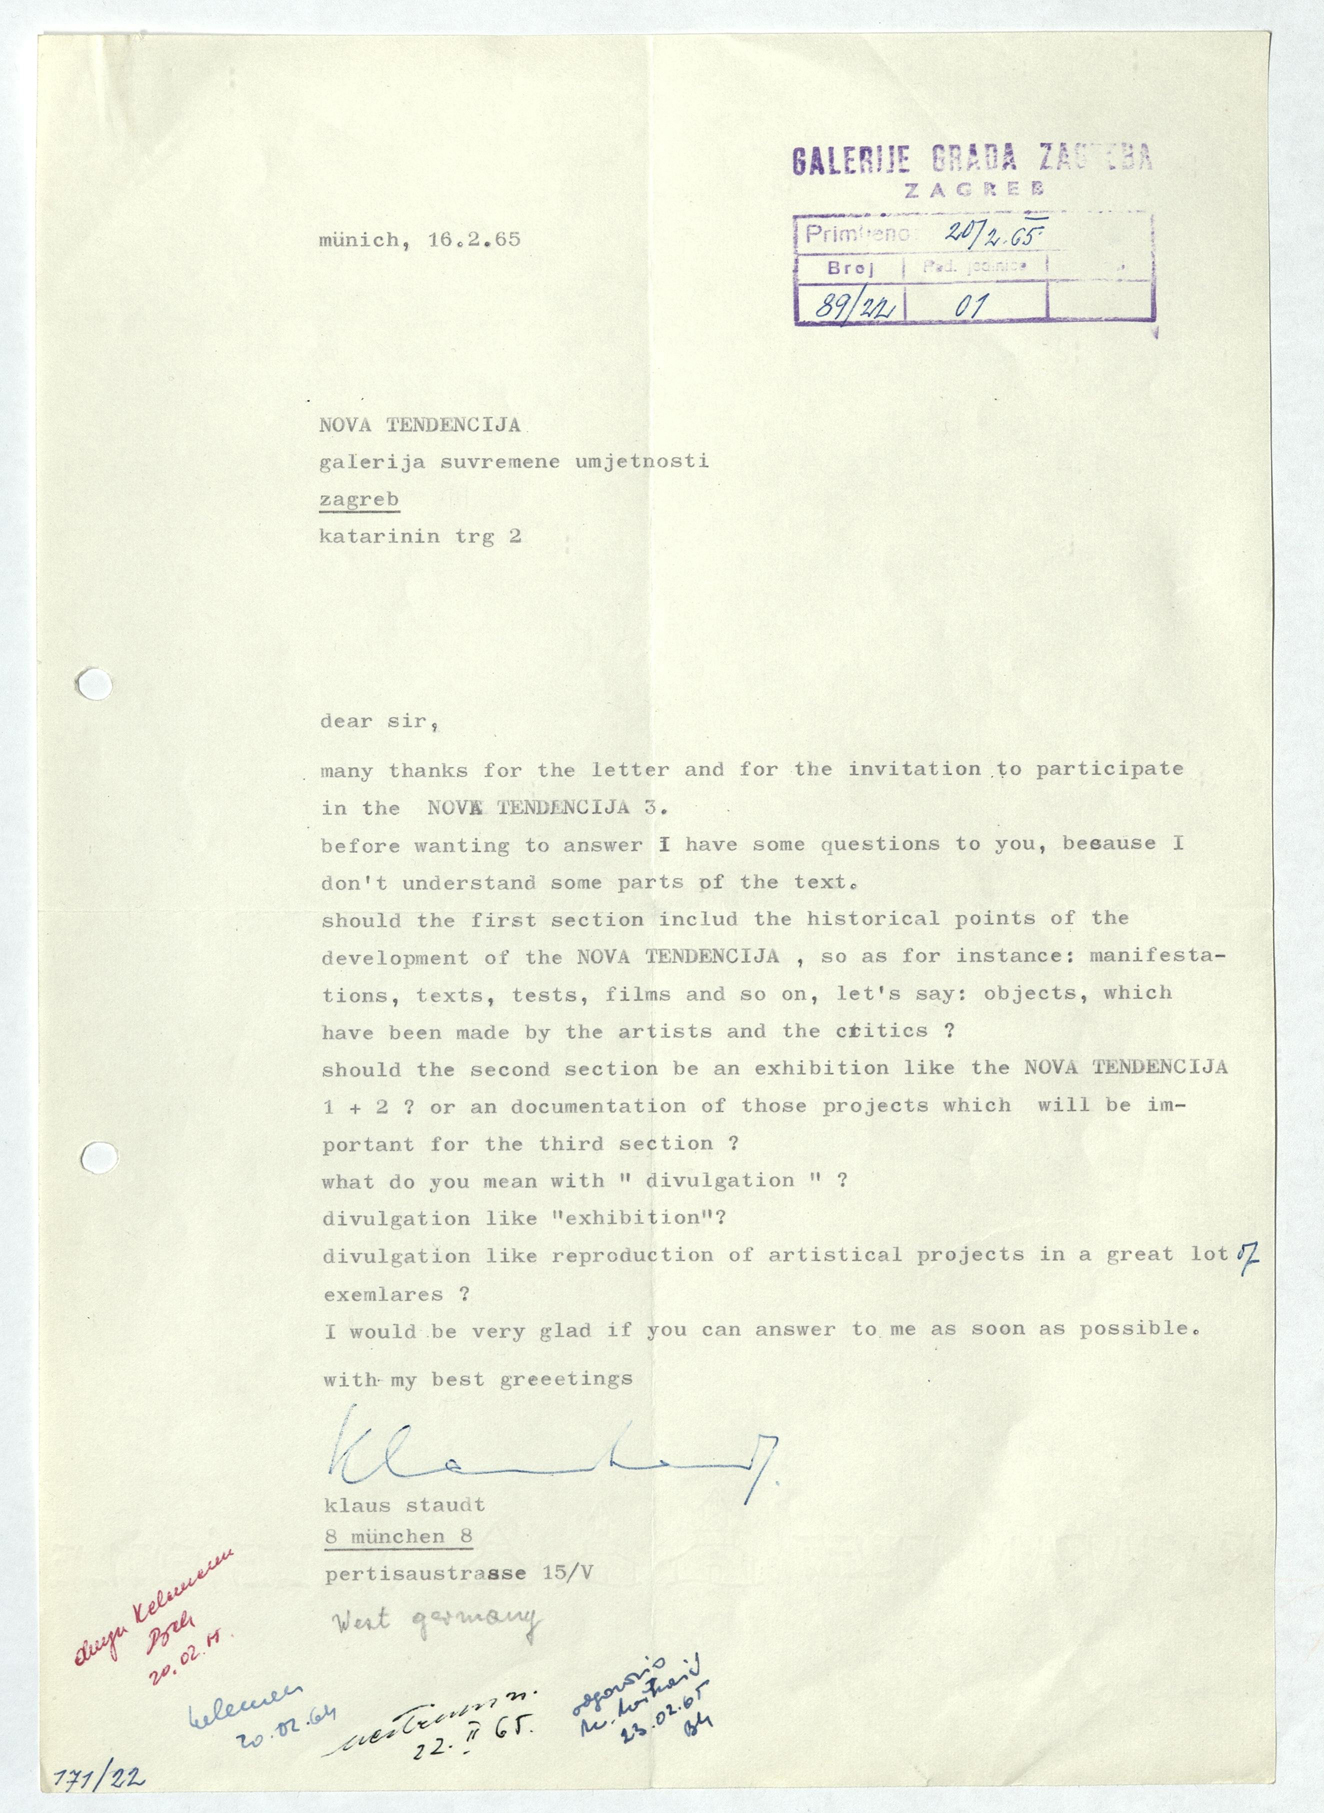 GALERIJE GRADA ZAGREBA
ZAGREB
Primljeno: 20/2.65.
Broj Rad. jedinica
89/22 01
münich, 16.2.65
NOVA TENDENCIJA
galerija suvremene umjetnosti
zagreb
katarinin trg 2
dear sir,
many thanks for the letter and for the invitation to participate
in the NOVA TENDENCIJA 3.
before wanting to answer I have some questions to you, because I
don't understand some parts of the text.
should the first section includ the historical points of the
development of the NOVA TENDENCIJA , so as for instance: manifesta-
tions, texts, tests, films and so on, let's say: objects, which
have been made by the artists and the critics ?
should the second section be an exhibition like the NOVA TENDENCIJA
1 + 2 ? or an documentation of those projects which will be im-
portant for the third section ?
what do you mean with " divulgation " ?
divulgation like "exhibition"?
divulgation like reproduction of artistical projects in a great lot of
exemlares ?
I would be very glad if you can answer to me as soon as possible.
with my best greeetings
klaus staudt
8 münchen 8
pertisaustrasse 15/V
West germany
Kelemen
20.02.65
kelemen
20.02.64
22. II 65.
odgovorio
23.02.65
171/22